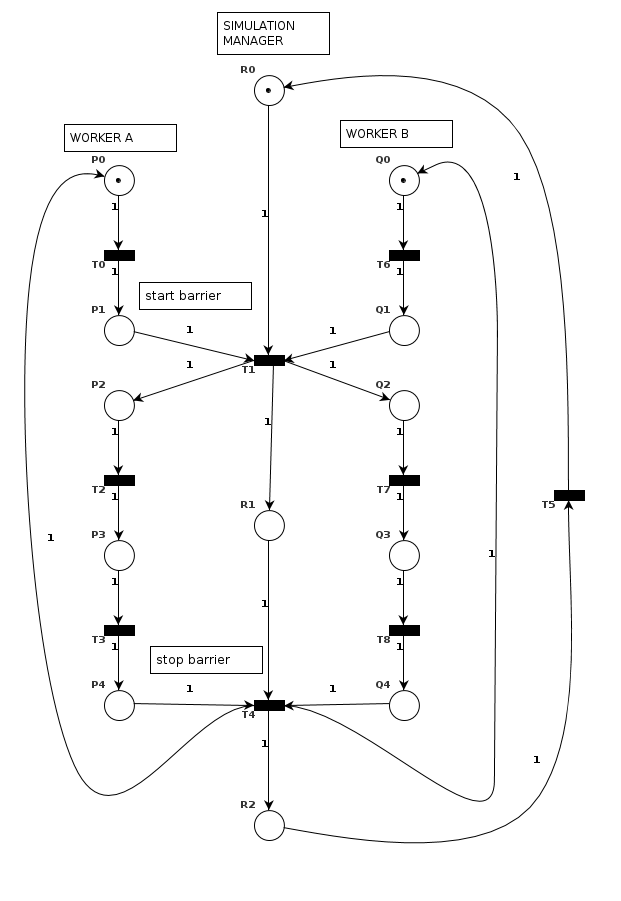 SIMULATION
MANAGER
R0
WORKER A
WORKER B
P0
Q0
1
1
1
1
T0
1
T6
1
start barrier
P1
Q1
1
1
T1
1
1
P2
Q2
1
1
1
T2
1
T7
1
R1
T5
P3
Q3
1
1
1
1
1
T3
1
T8
1
stop barrier
P4
Q4
1
1
T4
1
1
R2